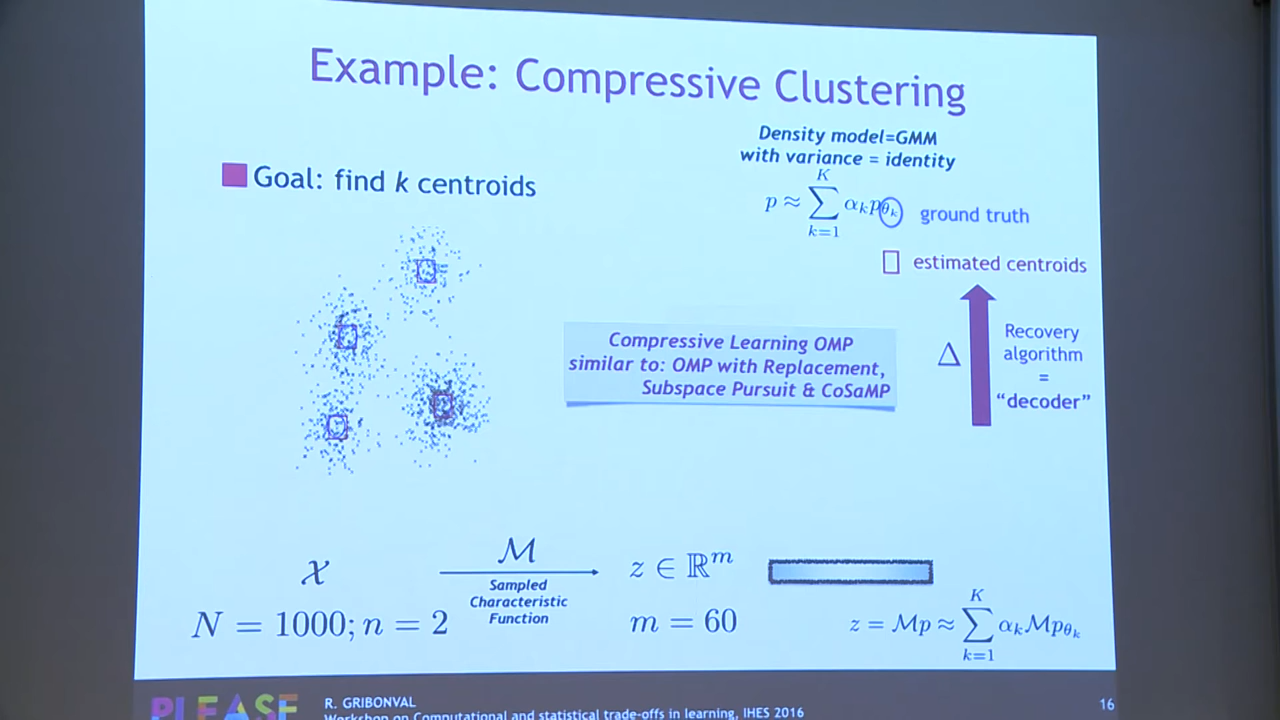 Example: Compressive Clustering
Density model=GMM
with variance = identity
Goal: find k centroids
p ≈ ∑_{k=1}^{K} α_k p_{θ_k}
ground truth
estimated centroids
Compressive Learning OMP
similar to: OMP with Replacement,
Subspace Pursuit & CoSaMP
Δ
Recovery
algorithm
=
“decoder”
𝒳
ℳ
z ∈ ℝ^m
Sampled
Characteristic
Function
N = 1000; n = 2
m = 60
z = ℳp ≈ ∑_{k=1}^{K} α_k ℳp_{θ_k}
PLEASE
R. GRIBONVAL
Workshop on Computational and statistical trade-offs in learning, IHES 2016
16